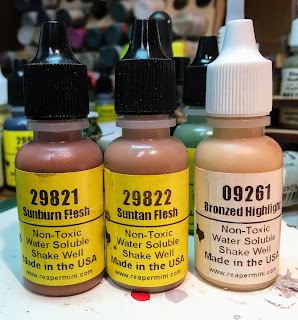 29821
Sunburn Flesh
Non-Toxic
Water Soluble
Shake Well
Made in the USA
www.reapermini.com
29822
Suntan Flesh
Non-Toxic
Water Soluble
Shake Well
Made in the USA
www.reapermini.com
09261
Bronzed Highlight
Non-Toxic
Water Soluble
Shake Well
Made in the USA
www.reapermini.com